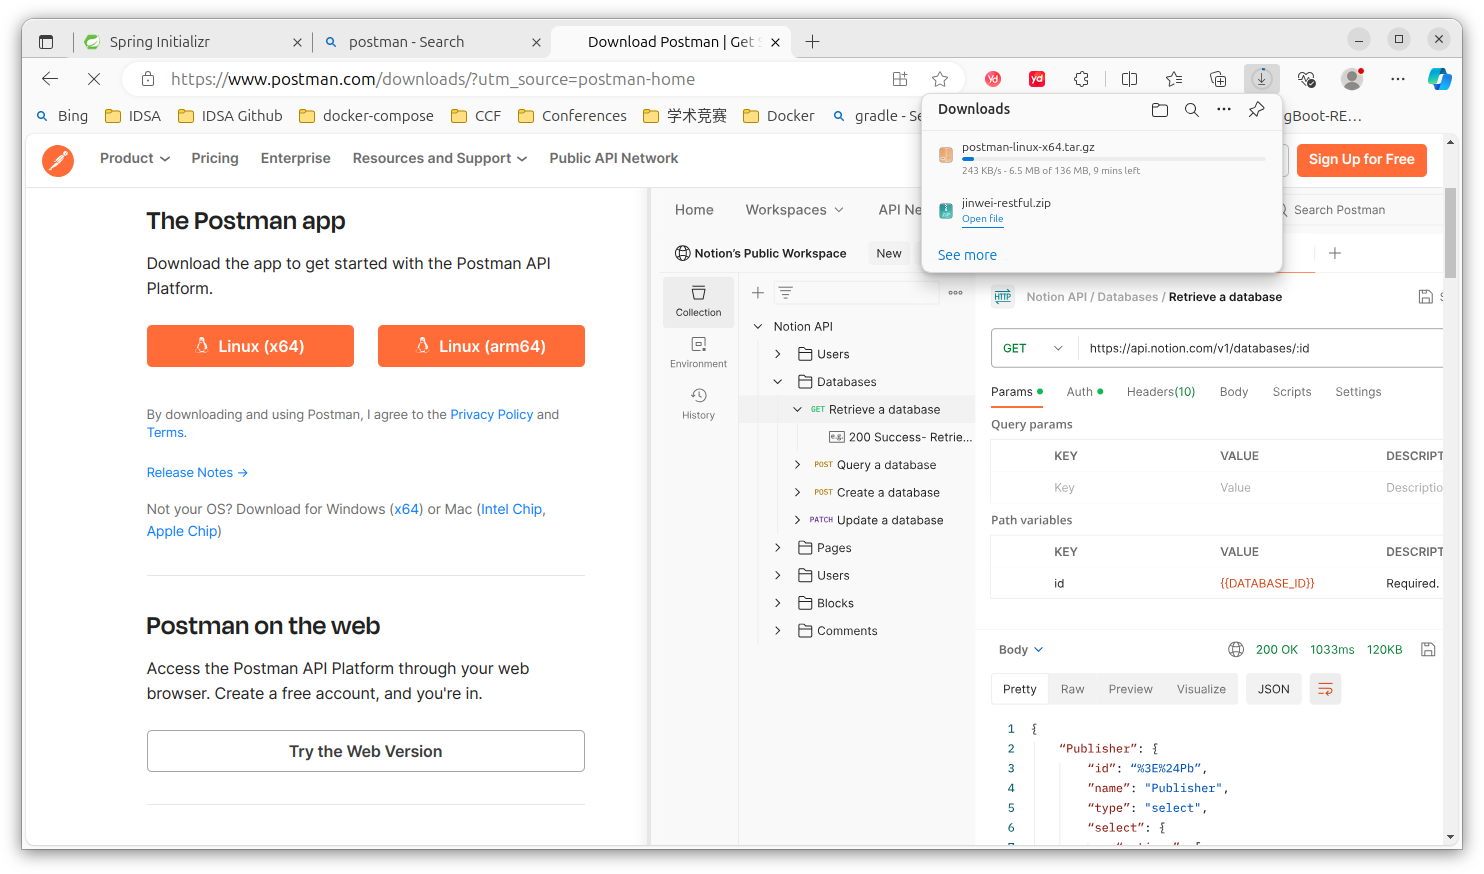 Spring Initializr
postman - Search
Download Postman | Get S
https://www.postman.com/downloads/?utm_source=postman-home
yd
yd
Bing
IDSA
IDSA Github
docker-compose
CCF
Conferences
学术竞赛
Docker
gradle - Se
gBoot-RE...
Downloads
postman-linux-x64.tar.gz
243 KB/s - 6.5 MB of 136 MB, 9 mins left
jinwei-restful.zip
Open file
See more
Product
Pricing
Enterprise
Resources and Support
Public API Network
Sign Up for Free
The Postman app
Download the app to get started with the Postman API
Platform.
Linux (x64)
Linux (arm64)
By downloading and using Postman, I agree to the Privacy Policy and
Terms.
Release Notes →
Not your OS? Download for Windows (x64) or Mac (Intel Chip,
Apple Chip)
Postman on the web
Access the Postman API Platform through your web
browser. Create a free account, and you're in.
Try the Web Version
Home
Workspaces
API Ne
Search Postman
Notion's Public Workspace
New
Collection
Environment
History
Notion API
Users
Databases
GET Retrieve a database
200 Success- Retrie...
POST Query a database
POST Create a database
PATCH Update a database
Pages
Users
Blocks
Comments
HTTP
Notion API / Databases / Retrieve a database
GET
https://api.notion.com/v1/databases/:id
Params
Auth
Headers(10)
Body
Scripts
Settings
Query params
KEY
VALUE
DESCRIPT
Key
Value
Descriptio
Path variables
KEY
VALUE
DESCRIPT
id
{{DATABASE_ID}}
Required.
Body
200 OK
1033ms
120KB
Pretty
Raw
Preview
Visualize
JSON
1 {
2 “Publisher”: {
3 “id”: “%3E%24Pb”,
4 ”name”: "Publisher",
5 “type”: "select",
6 “select”: {